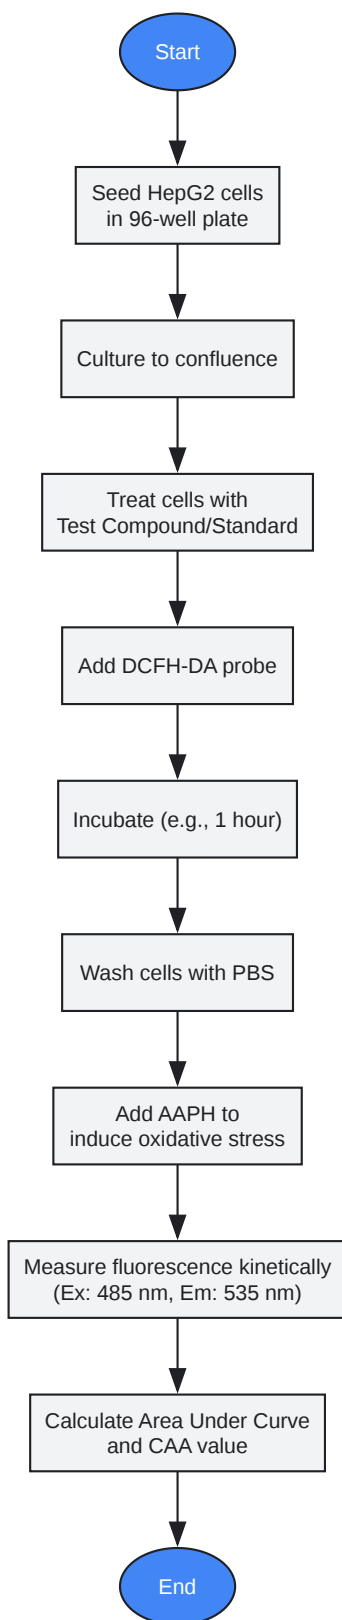 Start
Seed HepG2 cells
in 96-well plate
Culture to confluence
Treat cells with
Test Compound/Standard
Add DCFH-DA probe
Incubate (e.g., 1 hour)
Wash cells with PBS
Add AAPH to
induce oxidative stress
Measure fluorescence kinetically
(Ex: 485 nm, Em: 535 nm)
Calculate Area Under Curve
and CAA value
End